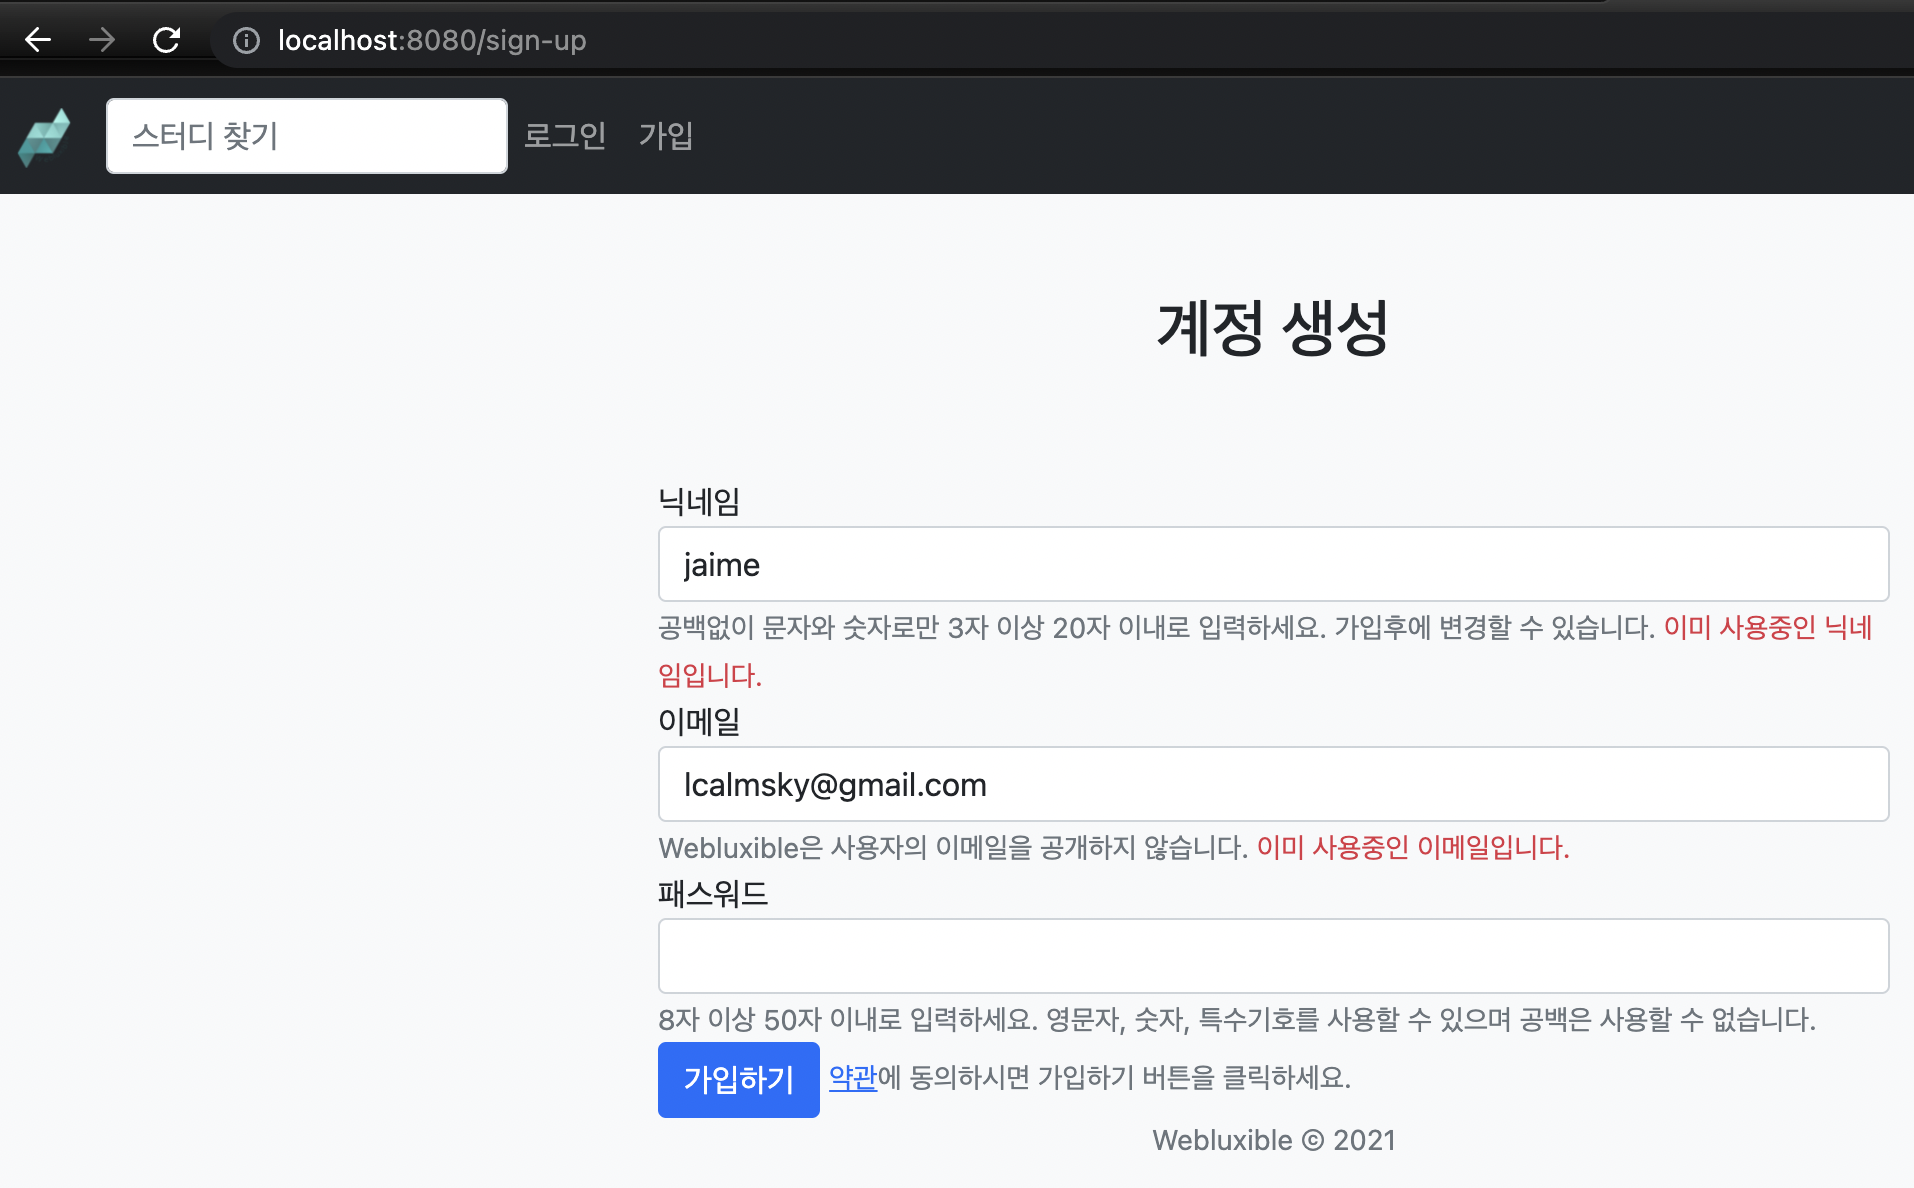 localhost:8080/sign-up
스터디 찾기 로그인 가입
계정 생성
닉네임
jaime
공백없이 문자와 숫자로만 3자 이상 20자 이내로 입력하세요. 가입후에 변경할 수 있습니다. 이미 사용중인 닉네
임입니다.
이메일
lcalmsky@gmail.com
Webluxible은 사용자의 이메일을 공개하지 않습니다. 이미 사용중인 이메일입니다.
패스워드
8자 이상 50자 이내로 입력하세요. 영문자, 숫자, 특수기호를 사용할 수 있으며 공백은 사용할 수 없습니다.
가입하기 약관에 동의하시면 가입하기 버튼을 클릭하세요.
Webluxible © 2021